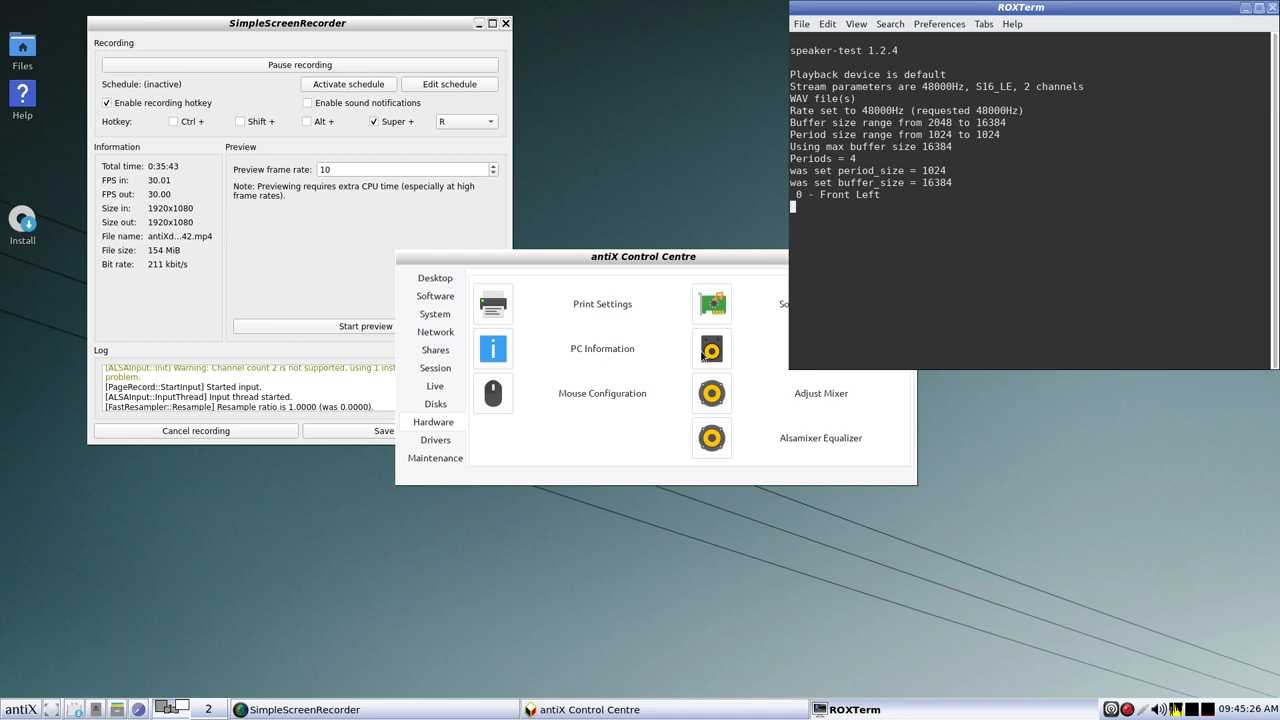 Files
Help
Install
SimpleScreenRecorder
Recording
Pause recording
Schedule: (inactive)
Activate schedule
Edit schedule
Enable recording hotkey
Enable sound notifications
Hotkey:
Ctrl +
Shift +
Alt +
Super +
R
Information
Total time: 0:35:43
FPS in: 30.01
FPS out: 30.00
Size in: 1920x1080
Size out: 1920x1080
File name: antiXd...42.mp4
File size: 154 MiB
Bit rate: 211 kbit/s
Preview
Preview frame rate: 10
Note: Previewing requires extra CPU time (especially at high
frame rates).
Start preview
Log
[ALSAInput::Init] Warning: Channel count 2 is not supported, using 1 inst
problem.
[PageRecord::StartInput] Started input.
[ALSAInput::InputThread] Input thread started.
[FastResampler::Resample] Resample ratio is 1.0000 (was 0.0000).
Cancel recording
Save
antiX Control Centre
Desktop
Software
System
Network
Shares
Session
Live
Disks
Hardware
Drivers
Maintenance
Print Settings
So
PC Information
Mouse Configuration
Adjust Mixer
Alsamixer Equalizer
ROXTerm
File Edit View Search Preferences Tabs Help
speaker-test 1.2.4
Playback device is default
Stream parameters are 48000Hz, S16_LE, 2 channels
WAV file(s)
Rate set to 48000Hz (requested 48000Hz)
Buffer size range from 2048 to 16384
Period size range from 1024 to 1024
Using max buffer size 16384
Periods = 4
was set period_size = 1024
was set buffer_size = 16384
0 - Front Left
antiX
2
SimpleScreenRecorder
antiX Control Centre
ROXTerm
09:45:26 AM